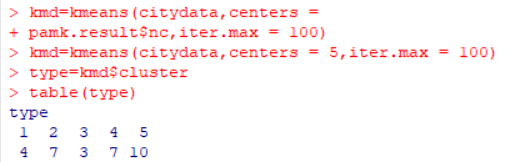 > kmd=kmeans(citydata,centers =
+ pamk.result$nc,iter.max = 100)
> kmd=kmeans(citydata,centers = 5,iter.max = 100)
> type=kmd$cluster
> table(type)
type
 1  2  3  4  5
 4  7  3  7 10